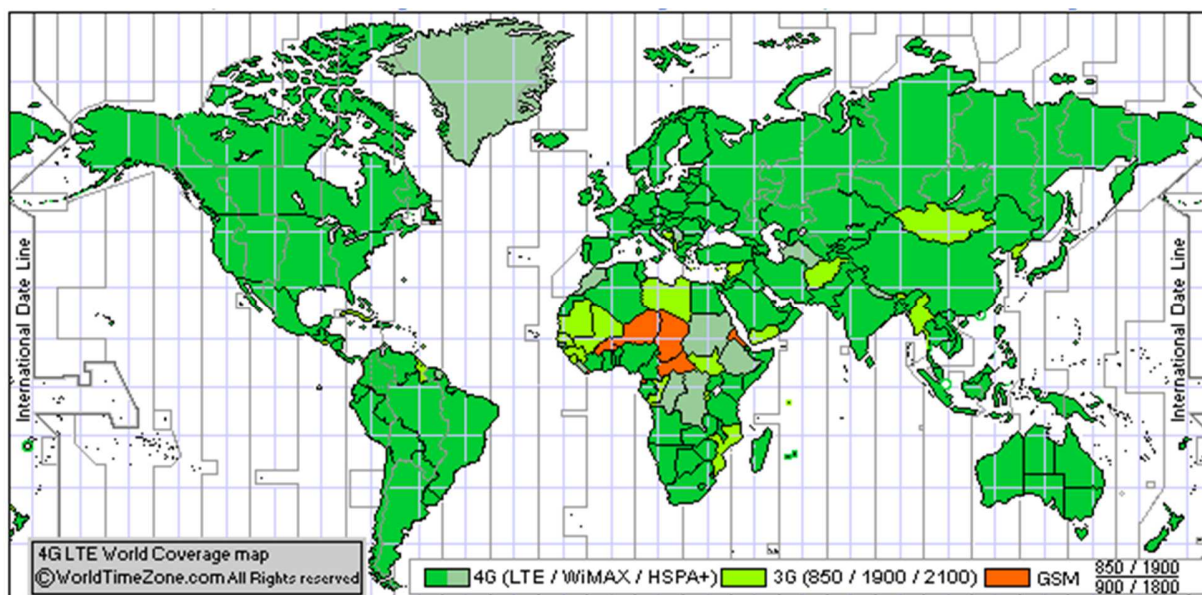 International Date Line
International Date Line
4G LTE World Coverage map
©WorldTimeZone.com All Rights reserved
4G (LTE / WiMAX / HSPA+)
3G (850 / 1900 / 2100)
GSM
850 / 1900
900 / 1800